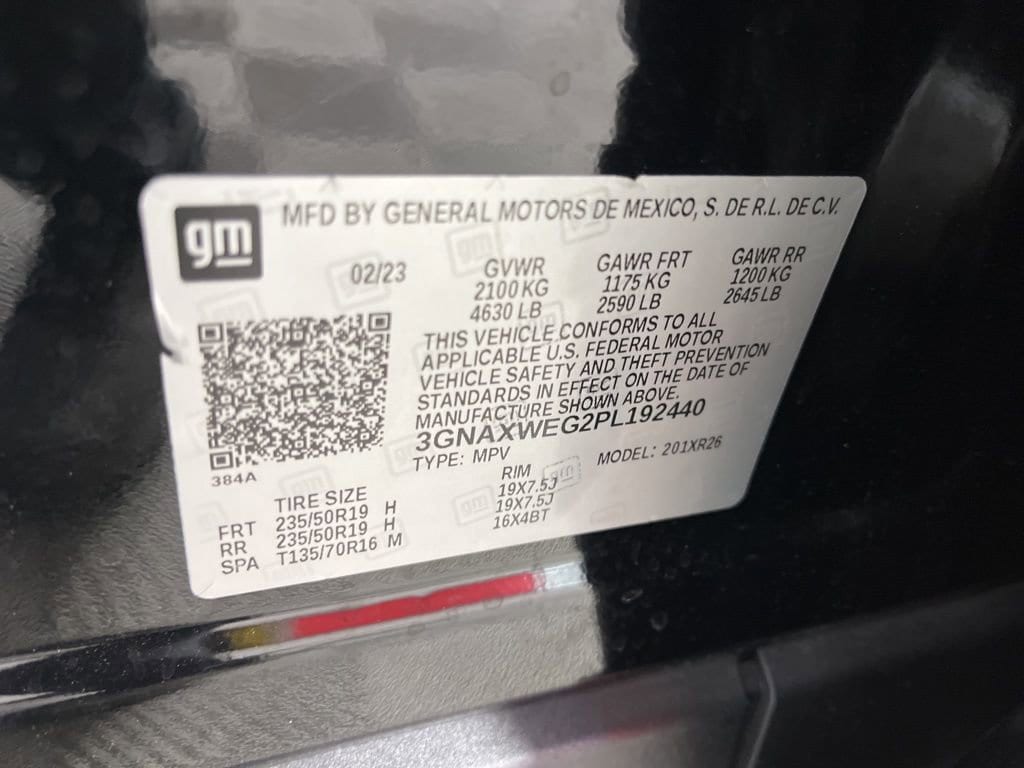 gm MFD BY GENERAL MOTORS DE MEXICO, S. DE R.L. DE C.V.
02/23 GVWR GAWR FRT GAWR RR
2100 KG 1175 KG 1200 KG
4630 LB 2590 LB 2645 LB
THIS VEHICLE CONFORMS TO ALL
APPLICABLE U.S. FEDERAL MOTOR
VEHICLE SAFETY AND THEFT PREVENTION
STANDARDS IN EFFECT ON THE DATE OF
MANUFACTURE SHOWN ABOVE.
3GNAXWEG2PL192440
384A TYPE: MPV MODEL: 201XR26
TIRE SIZE RIM
FRT 235/50R19 H 19X7.5J
RR 235/50R19 H 19X7.5J
SPA T135/70R16 M 16X4BT